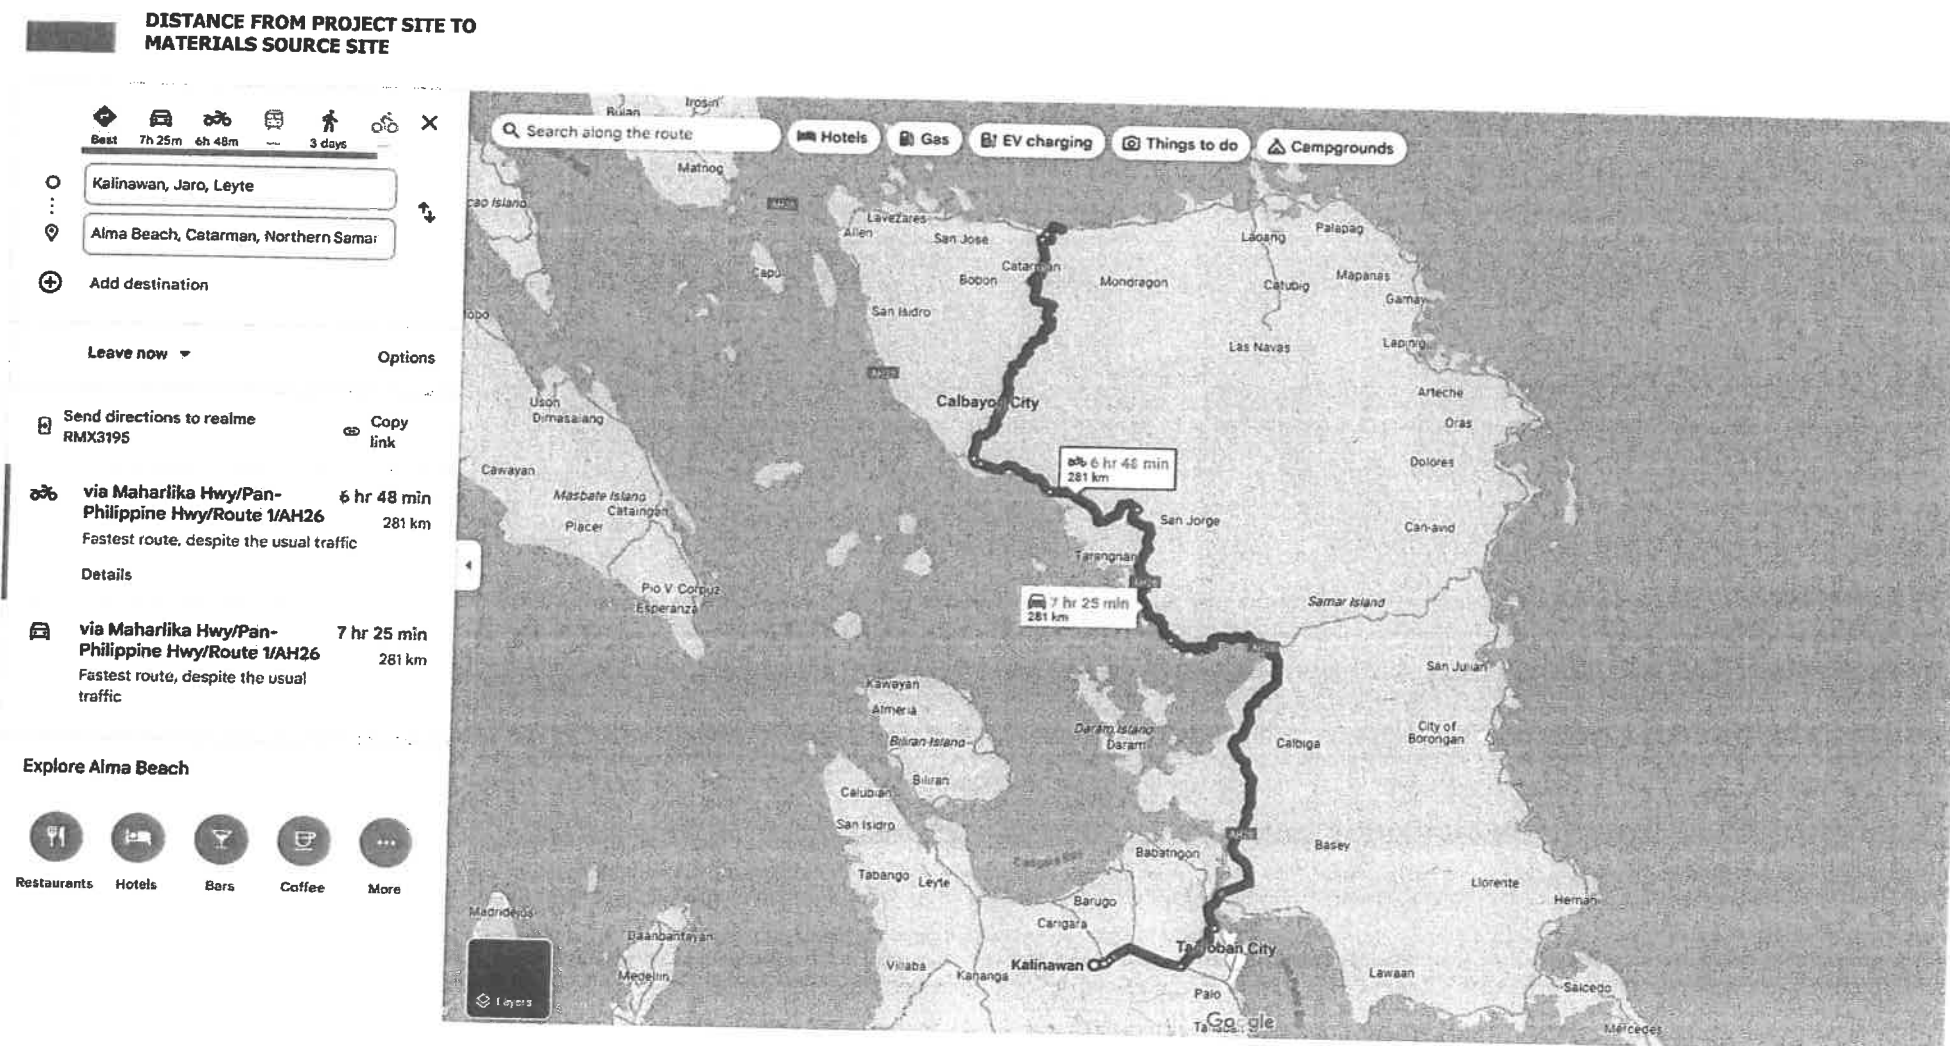 DISTANCE FROM PROJECT SITE TO
MATERIALS SOURCE SITE
Best
7h 25m
6h 48m
3 days
Kalinawan, Jaro, Leyte
Alma Beach, Catarman, Northern Samar
Add destination
Leave now
Options
Send directions to realme
RMX3195
Copy
link
via Maharlika Hwy/Pan-
Philippine Hwy/Route 1/AH26
6 hr 48 min
281 km
Fastest route, despite the usual traffic
Details
via Maharlika Hwy/Pan-
Philippine Hwy/Route 1/AH26
7 hr 25 min
281 km
Fastest route, despite the usual
traffic
Explore Alma Beach
Restaurants
Hotels
Bars
Coffee
More
Search along the route
Hotels
Gas
EV charging
Things to do
Campgrounds
Bulan
Irosin
Matnog
Lavezares
Allen
San Jose
Catarman
Bobon
Capul
San Isidro
Mondragon
Laoang
Palapag
Catubig
Mapanas
Gamay
Las Navas
Lapinig
Arteche
Oras
Dolores
Can-avid
Calbayog City
Uson
Dimasalang
Cawayan
Masbate Island
Cataingan
Placer
Pio V Corpuz
Esperanza
6 hr 48 min
281 km
San Jorge
Tarangnan
7 hr 25 min
281 km
Samar Island
San Julian
City of
Borongan
Kawayan
Almeria
Biliran Island
Biliran
Daram Island
Daram
Calbiga
Calubian
San Isidro
Tabango
Leyte
Babatngon
Basey
Llorente
Hernani
Barugo
Carigara
Madridejos
Daanbantayan
Medellin
Villaba
Kananga
Kalinawan
Tacloban City
Palo
Lawaan
Salcedo
Mercedes
Layers
Google